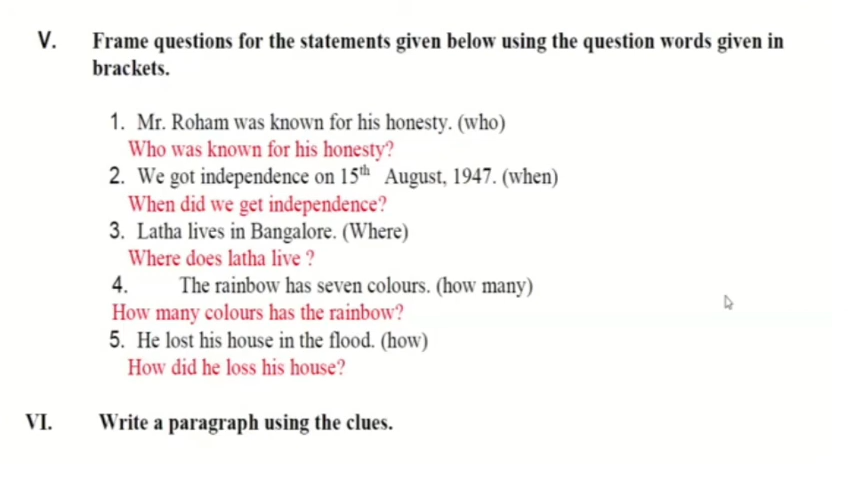 V. Frame questions for the statements given below using the question words given in
brackets.
1. Mr. Roham was known for his honesty. (who)
Who was known for his honesty?
2. We got independence on 15th August, 1947. (when)
When did we get independence?
3. Latha lives in Bangalore. (Where)
Where does latha live ?
4. The rainbow has seven colours. (how many)
How many colours has the rainbow?
5. He lost his house in the flood. (how)
How did he loss his house?
VI. Write a paragraph using the clues.